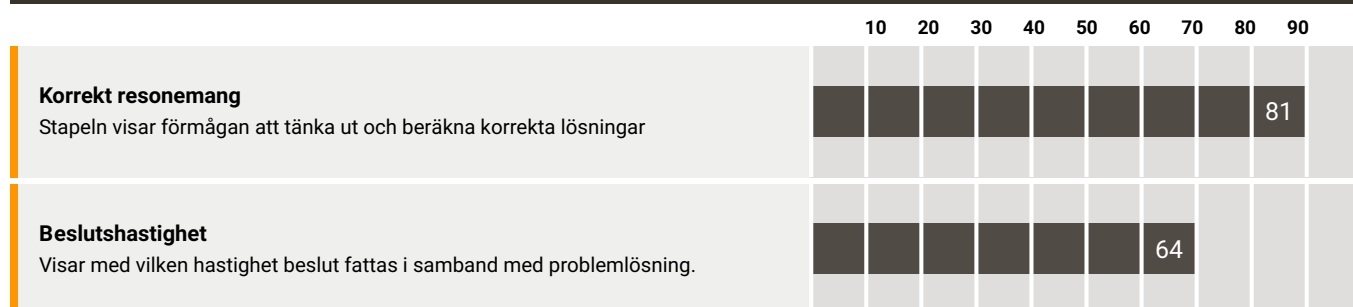 10 20 30 40 50 60 70 80 90
Korrekt resonemang
Stapeln visar förmågan att tänka ut och beräkna korrekta lösningar
81
Beslutshastighet
Visar med vilken hastighet beslut fattas i samband med problemlösning.
64